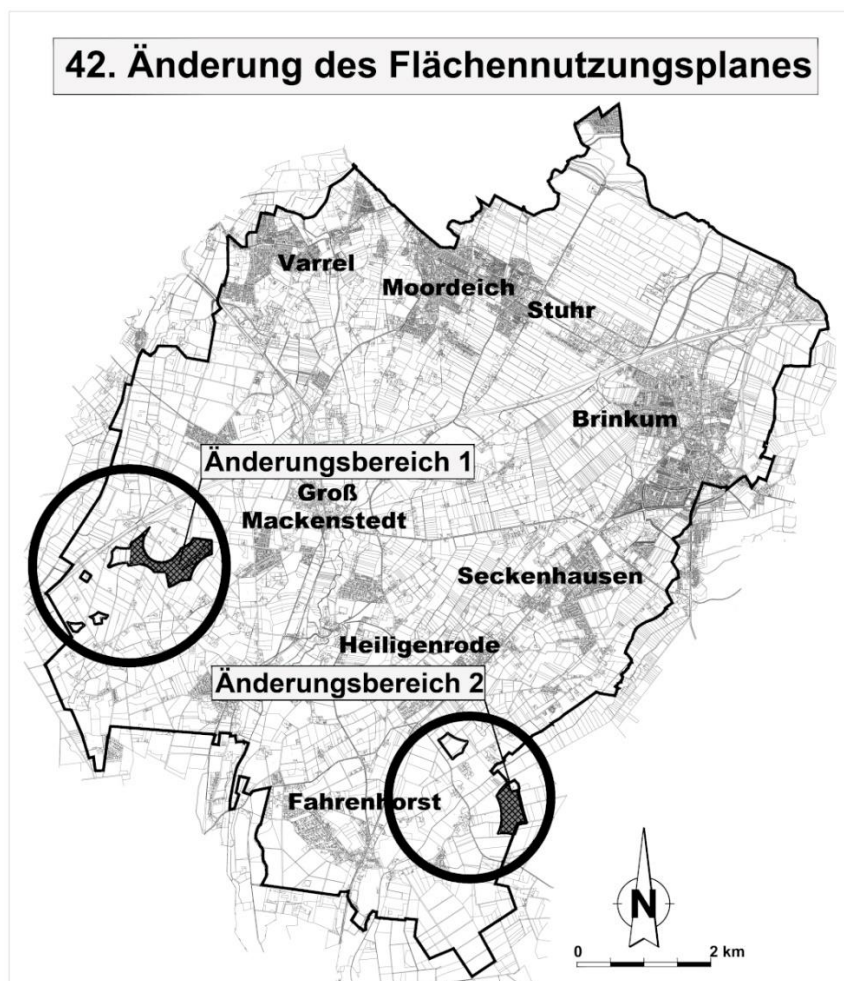 42. Änderung des Flächennutzungsplanes
Varrel
Moordeich
Stuhr
Brinkum
Änderungsbereich 1
Groß
Mackenstedt
Seckenhausen
Heiligenrode
Änderungsbereich 2
Fahrenhorst
N
0 2 km